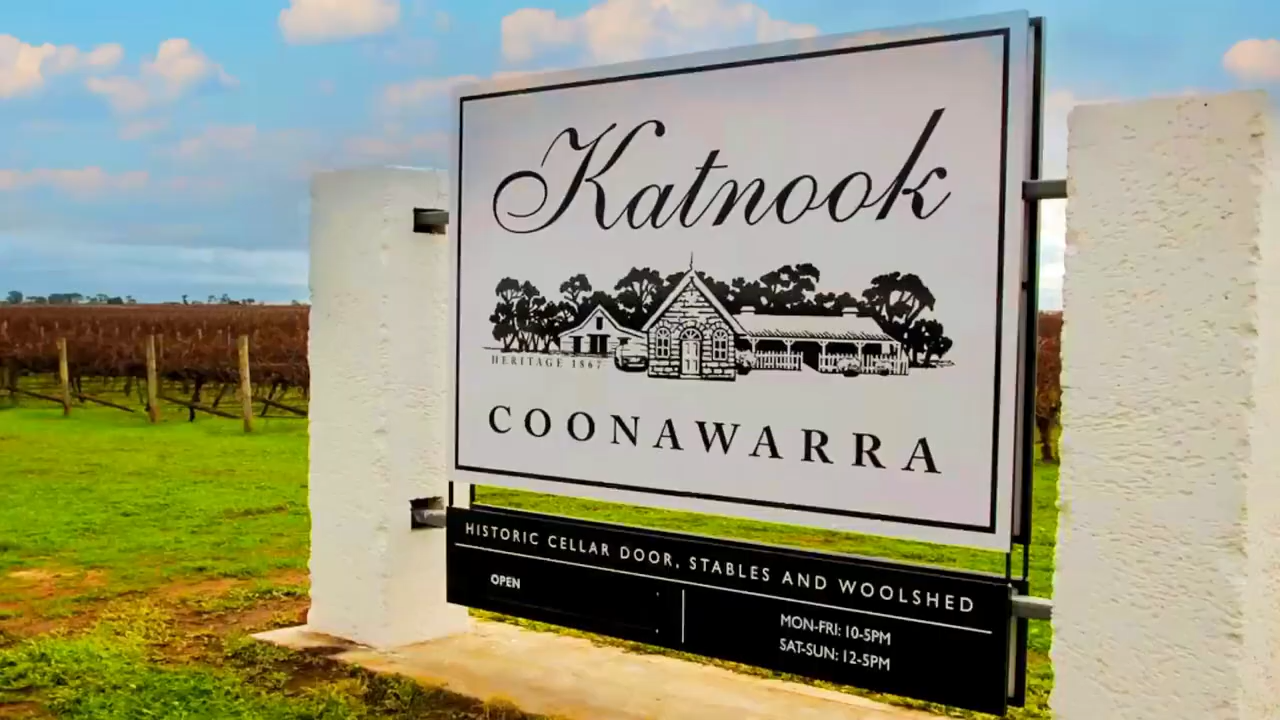 Katnook
HERITAGE 1867
COONAWARRA
HISTORIC CELLAR DOOR, STABLES AND WOOLSHED
OPEN
MON-FRI: 10-5PM
SAT-SUN: 12-5PM